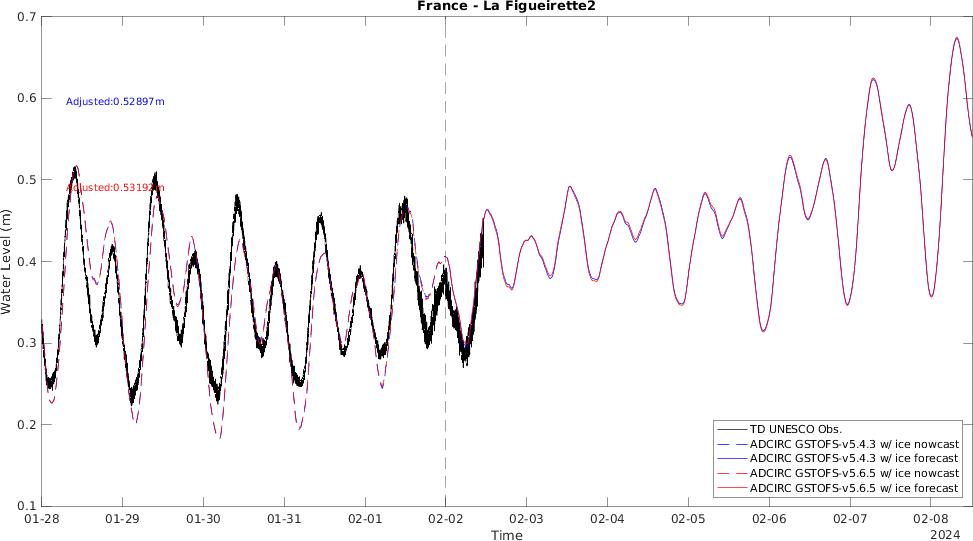 France - La Figueirette2
0.7
0.6
0.5
0.4
0.3
0.2
0.1
Water Level (m)
Adjusted:0.52897m
Adjusted:0.53192m
TD UNESCO Obs.
ADCIRC GSTOFS-v5.4.3 w/ ice nowcast
ADCIRC GSTOFS-v5.4.3 w/ ice forecast
ADCIRC GSTOFS-v5.6.5 w/ ice nowcast
ADCIRC GSTOFS-v5.6.5 w/ ice forecast
01-28 01-29 01-30 01-31 02-01 02-02 02-03 02-04 02-05 02-06 02-07 02-08
Time
2024